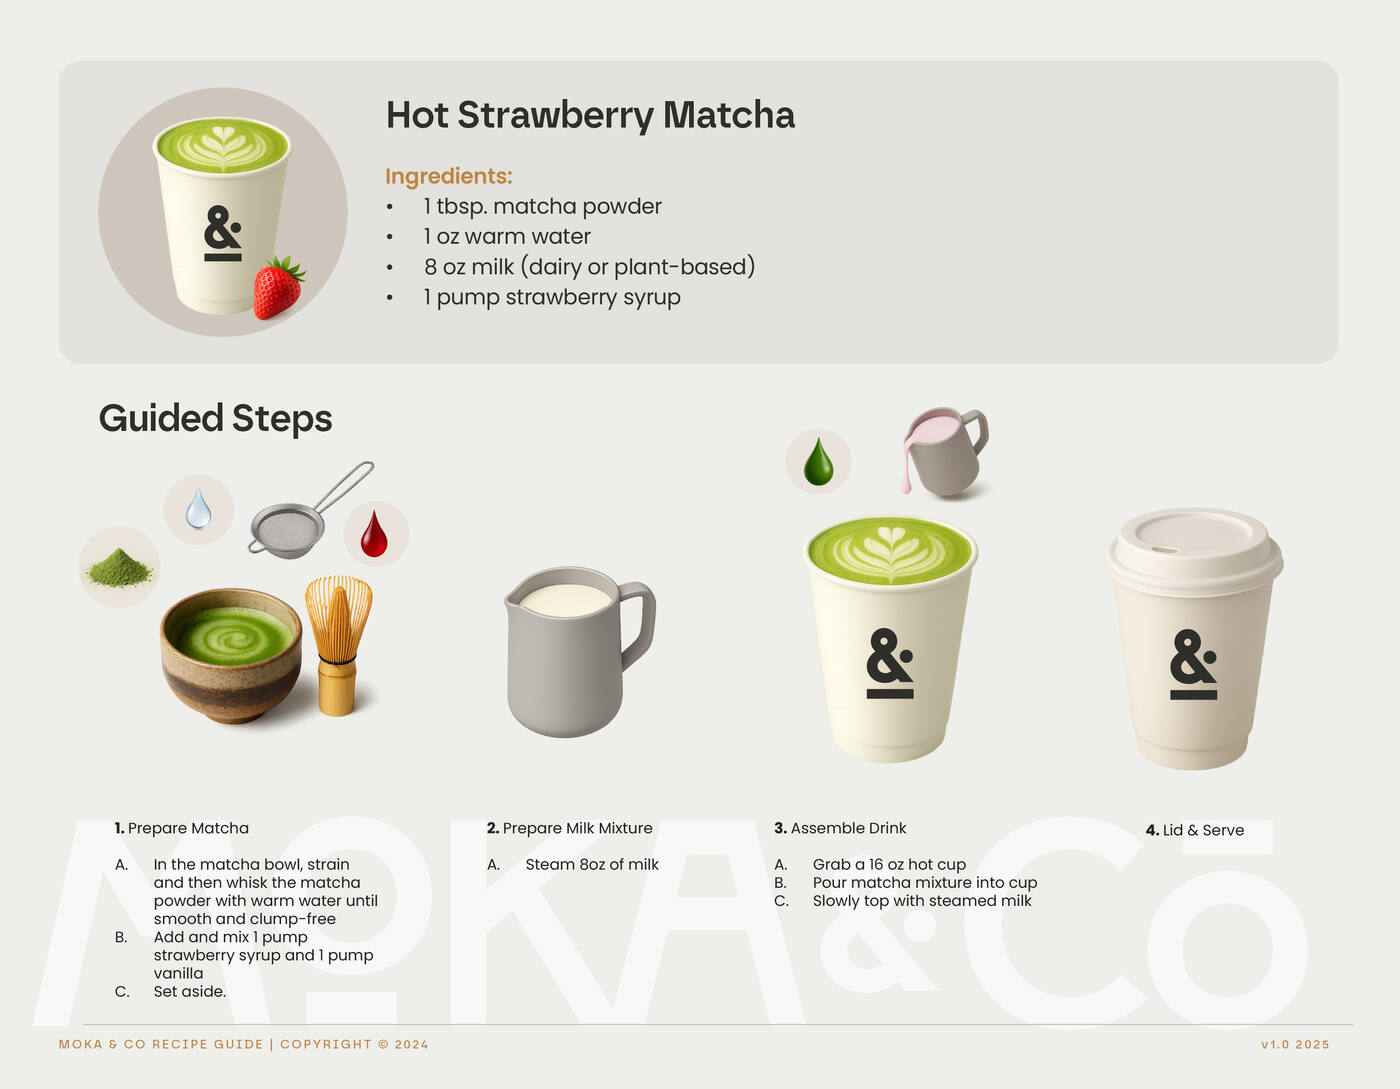 Hot Strawberry Matcha
Ingredients:
• 1 tbsp. matcha powder
• 1 oz warm water
• 8 oz milk (dairy or plant-based)
• 1 pump strawberry syrup
&
Guided Steps
&
&
1. Prepare Matcha
A. In the matcha bowl, strain
and then whisk the matcha
powder with warm water until
smooth and clump-free
B. Add and mix 1 pump
strawberry syrup and 1 pump
vanilla
C. Set aside.
2. Prepare Milk Mixture
A. Steam 8oz of milk
3. Assemble Drink
A. Grab a 16 oz hot cup
B. Pour matcha mixture into cup
C. Slowly top with steamed milk
4. Lid & Serve
MOKA & CO
MOKA & CO RECIPE GUIDE | COPYRIGHT © 2024
v1.0 2025